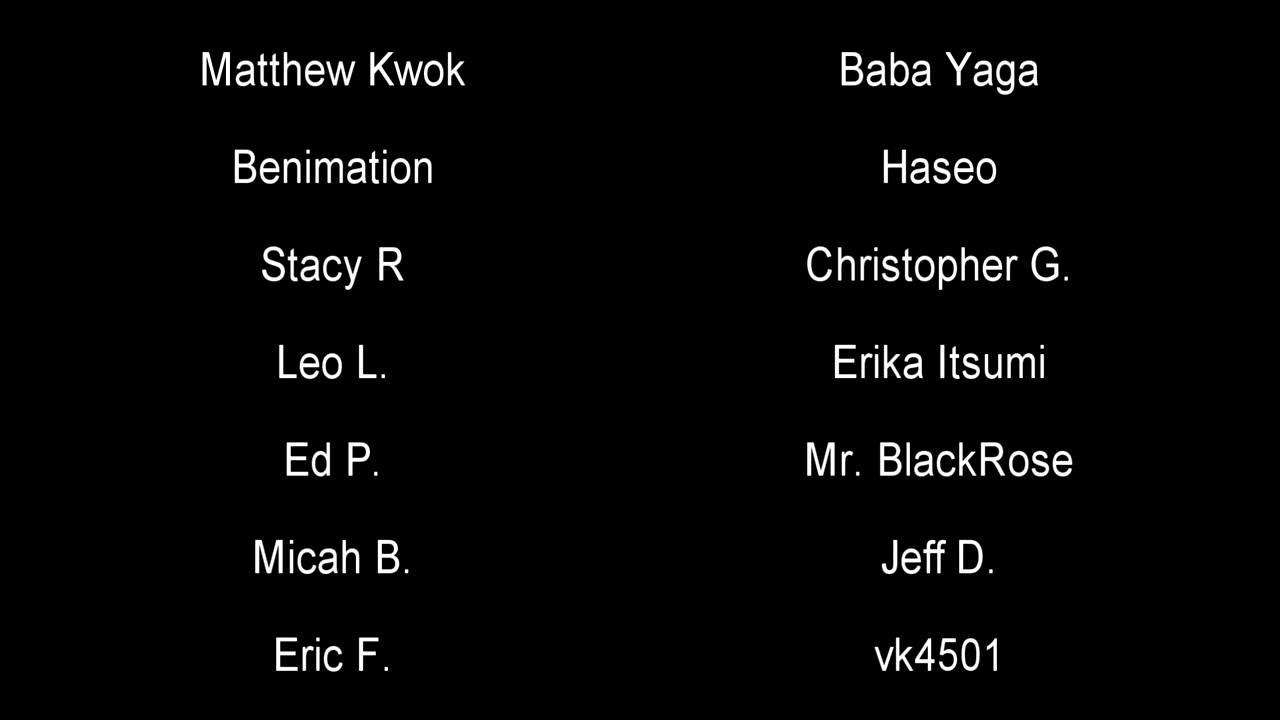 Matthew Kwok
Baba Yaga
Benimation
Haseo
Stacy R
Christopher G.
Leo L.
Erika Itsumi
Ed P.
Mr. BlackRose
Micah B.
Jeff D.
Eric F.
vk4501